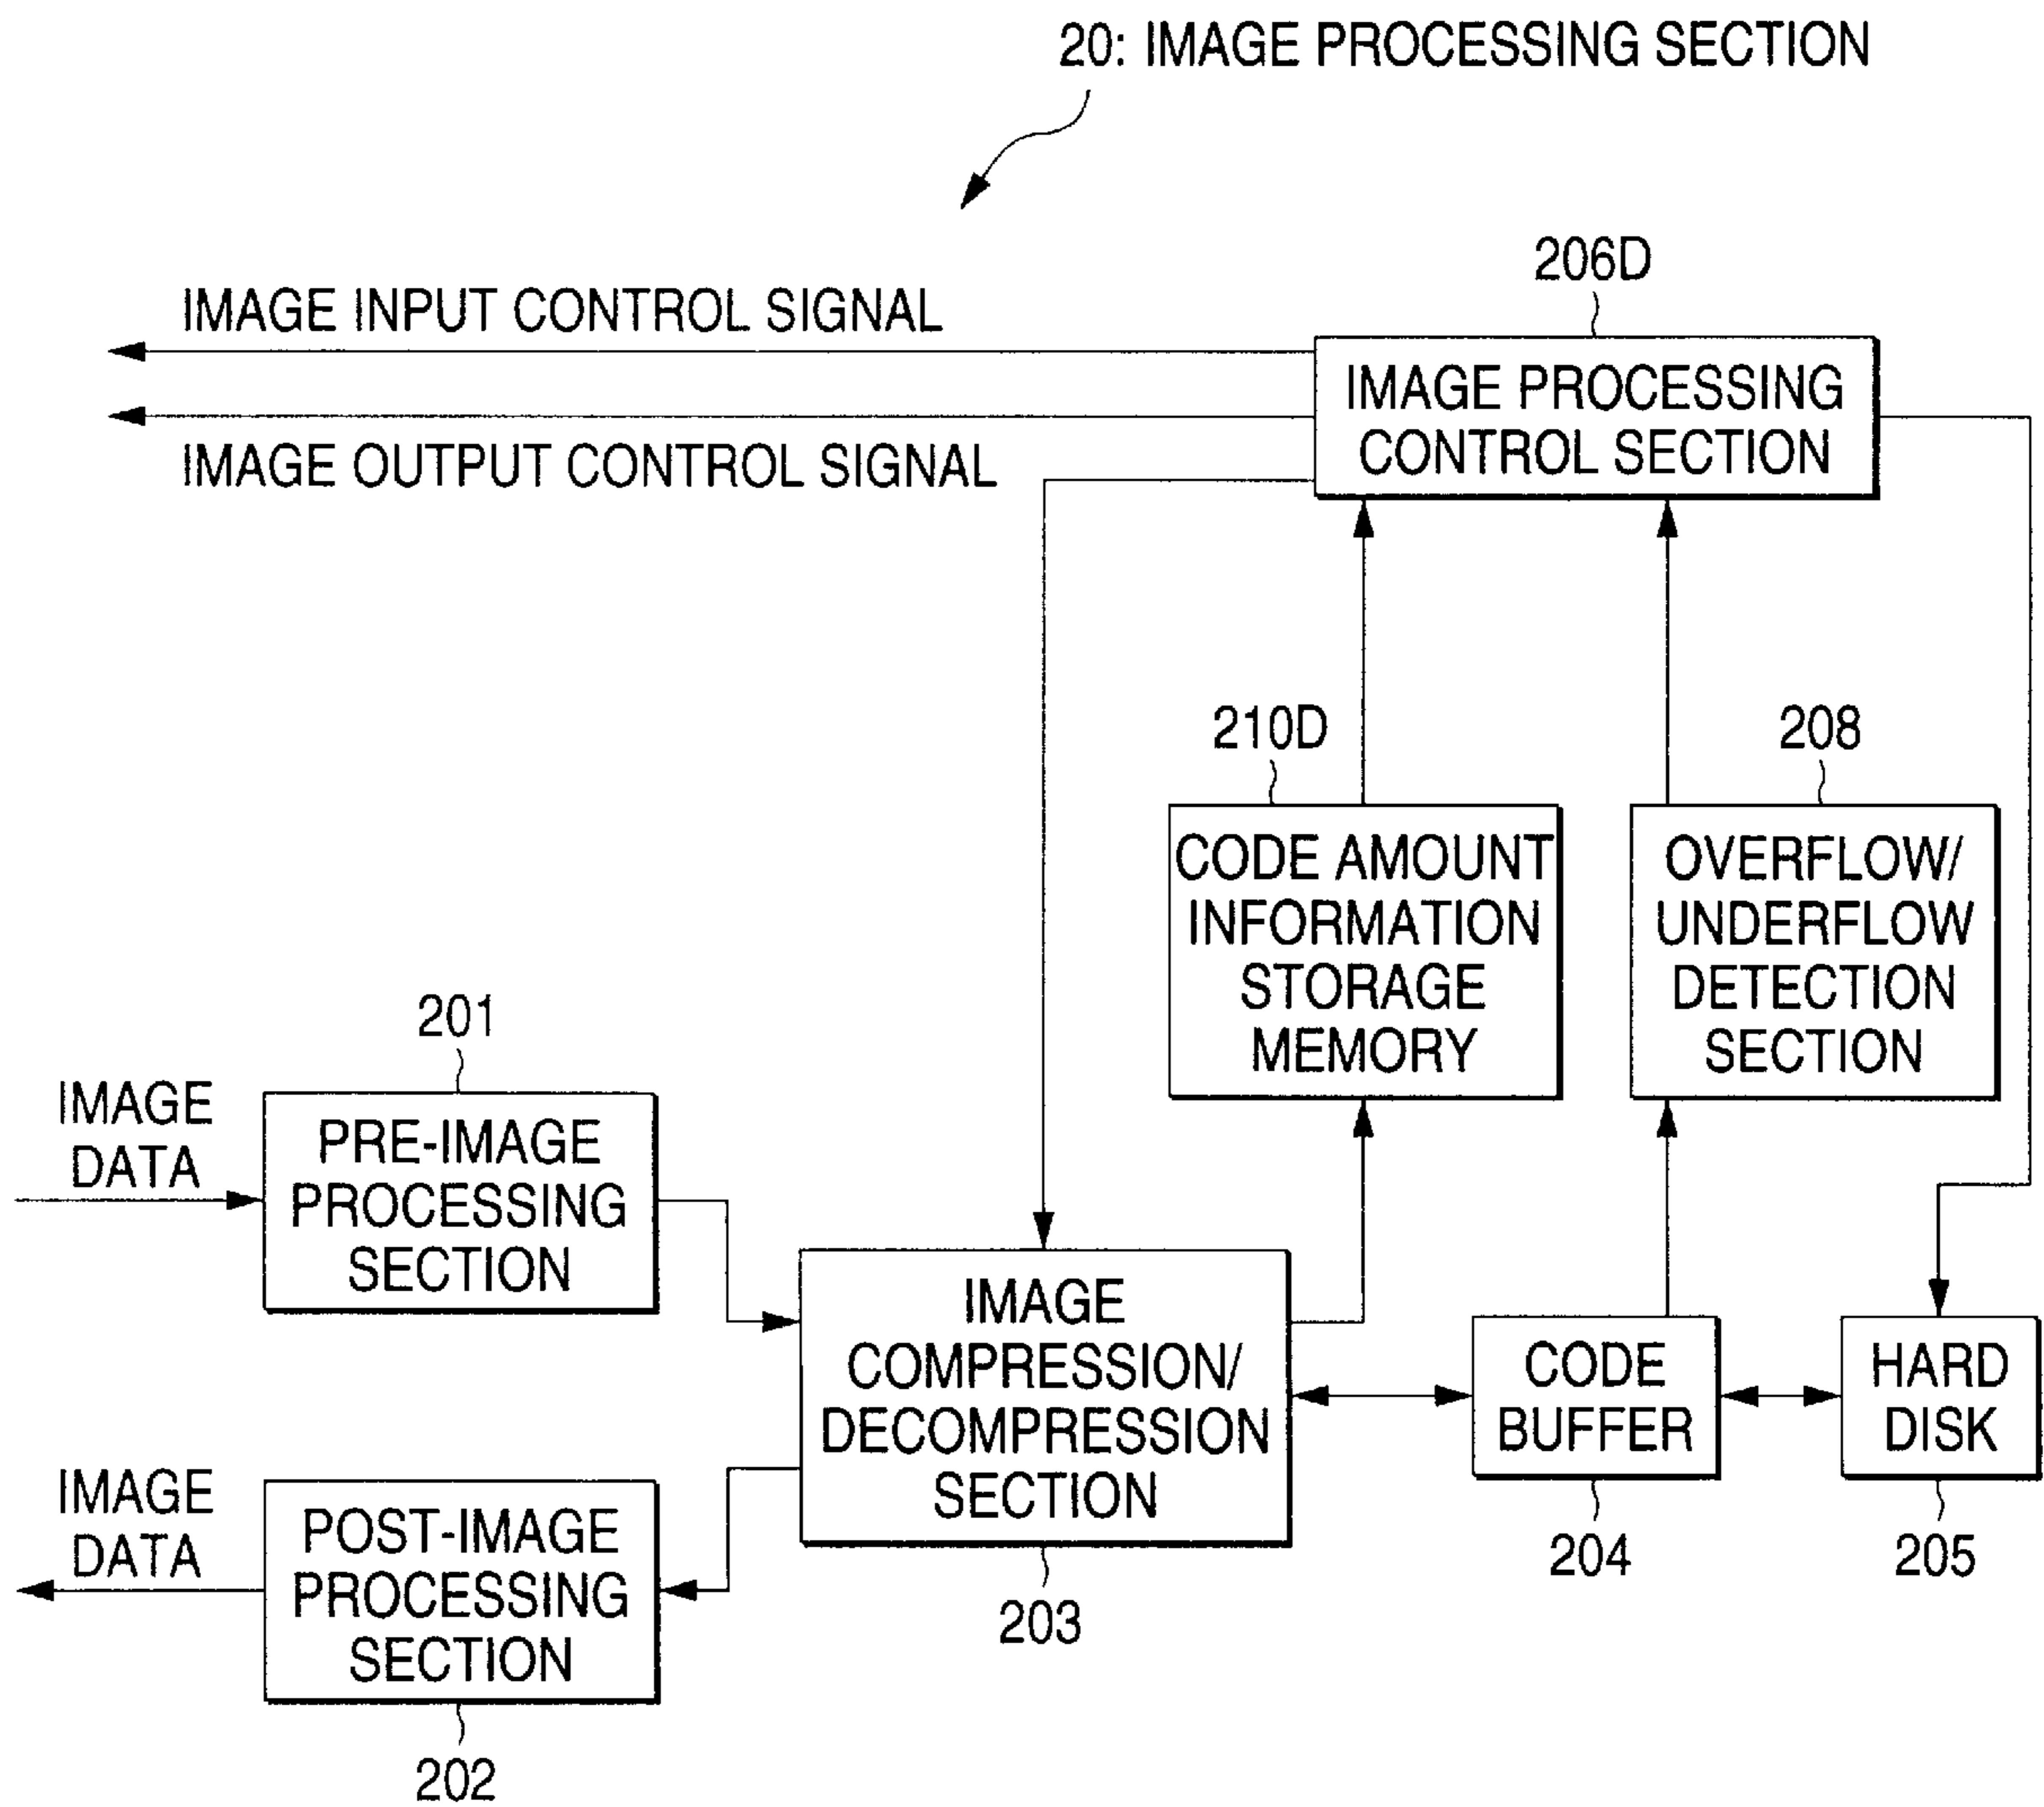 20: IMAGE PROCESSING SECTION
206D
IMAGE INPUT CONTROL SIGNAL
IMAGE PROCESSING
CONTROL SECTION
IMAGE OUTPUT CONTROL SIGNAL
210D
208
CODE AMOUNT
INFORMATION
STORAGE
MEMORY
OVERFLOW/
UNDERFLOW
DETECTION
SECTION
201
IMAGE
DATA
PRE-IMAGE
PROCESSING
SECTION
IMAGE
COMPRESSION/
DECOMPRESSION
SECTION
203
CODE
BUFFER
204
HARD
DISK
205
IMAGE
DATA
POST-IMAGE
PROCESSING
SECTION
202